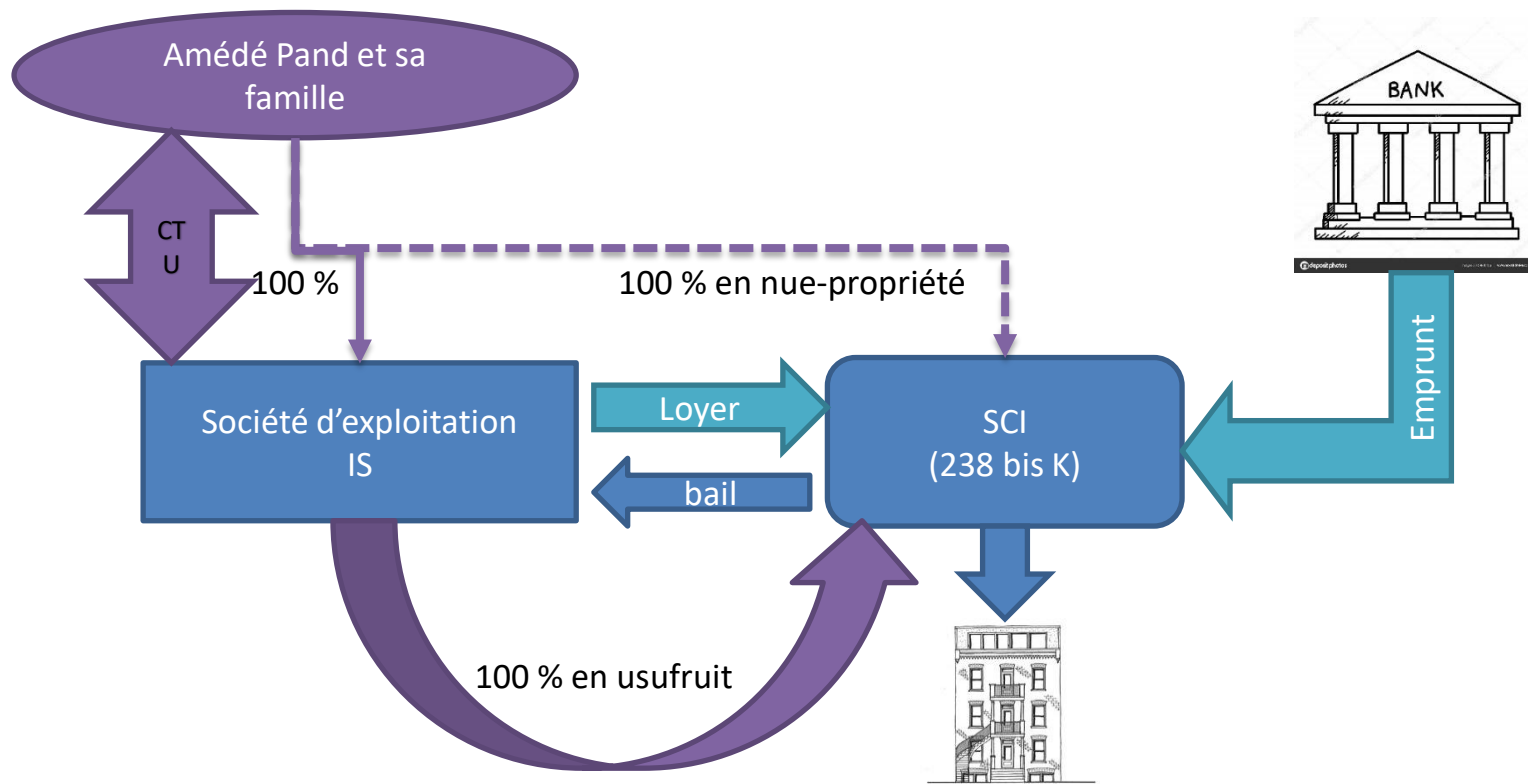 Amédé Pand et sa
famille
BANK
CT
U
100 %
100 % en nue-propriété
depositphotos
Emprunt
Société d’exploitation
IS
Loyer
bail
SCI
(238 bis K)
100 % en usufruit